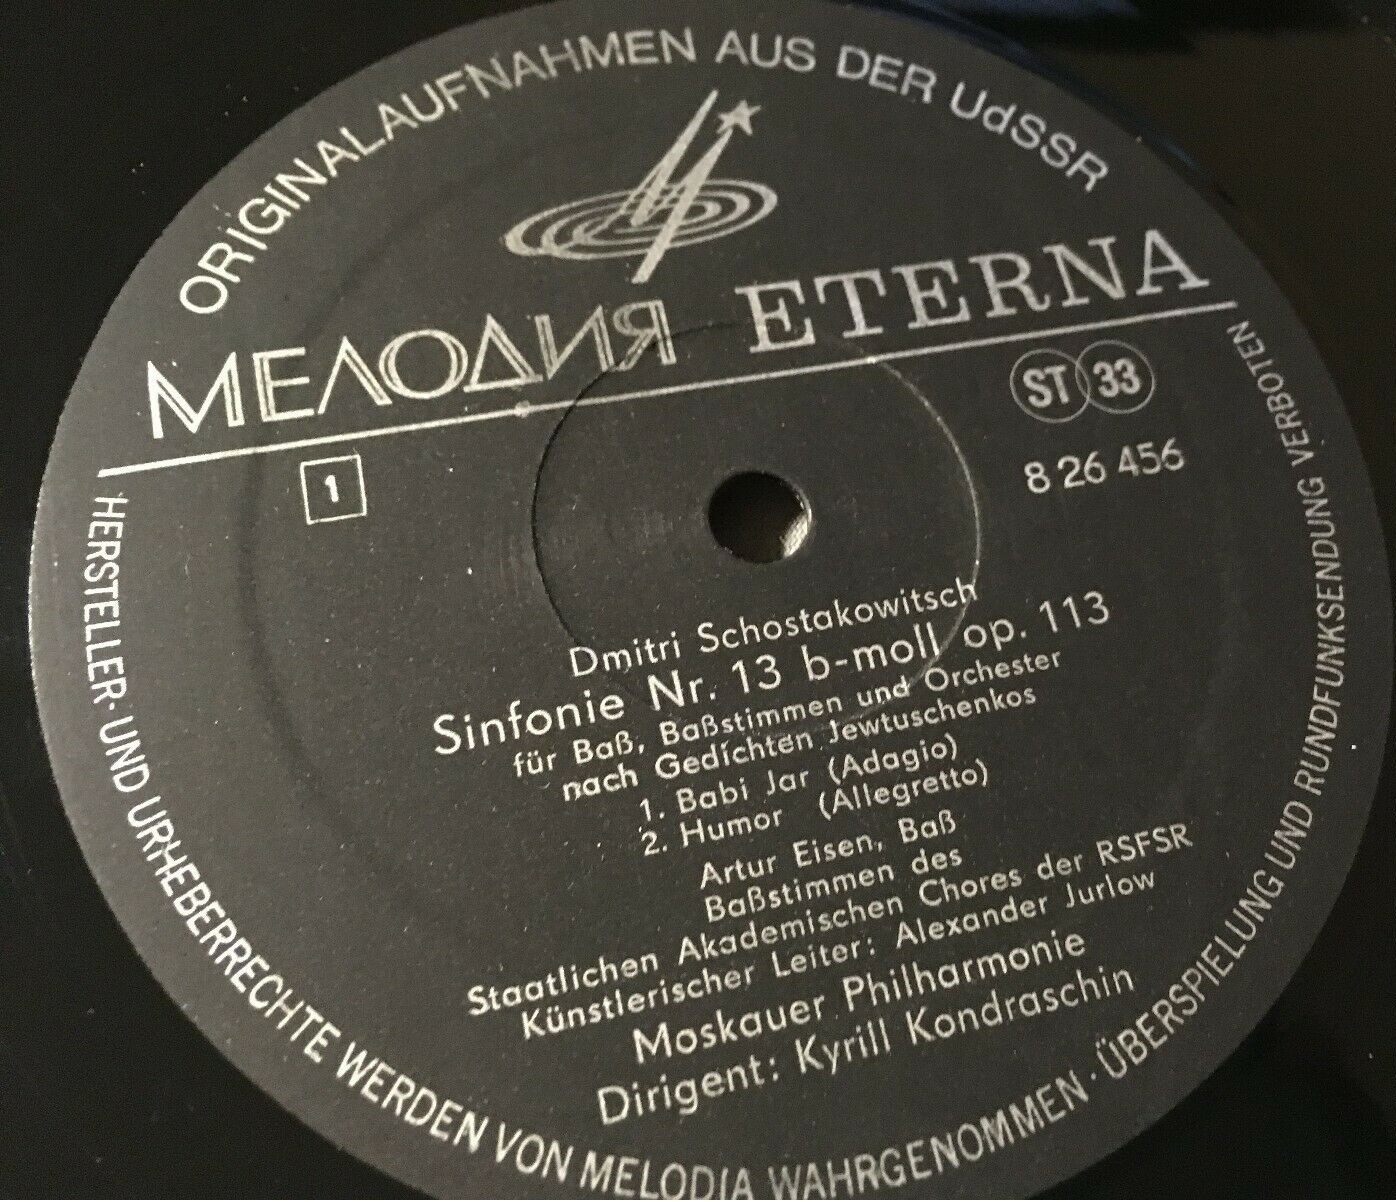 ORIGINALAUFNAHMEN AUS DER UdSSR
МЕЛОДИЯ ETERNA
ST 33
1
8 26 456
Dmitri Schostakowitsch
Sinfonie Nr. 13 b-moll op. 113
für Baß, Baßstimmen und Orchester
nach Gedichten Jewtuschenkos
1. Babi Jar (Adagio)
2. Humor (Allegretto)
Artur Eisen, Baß
Baßstimmen des
Staatlichen Akademischen Chores der RSFSR
Künstlerischer Leiter: Alexander Jurlow
Moskauer Philharmonie
Dirigent: Kyrill Kondraschin
HERSTELLER- UND URHEBERRECHTE WERDEN VON MELODIA WAHRGENOMMEN · ÜBERSPIELUNG UND RUNDFUNKSENDUNG VERBOTEN